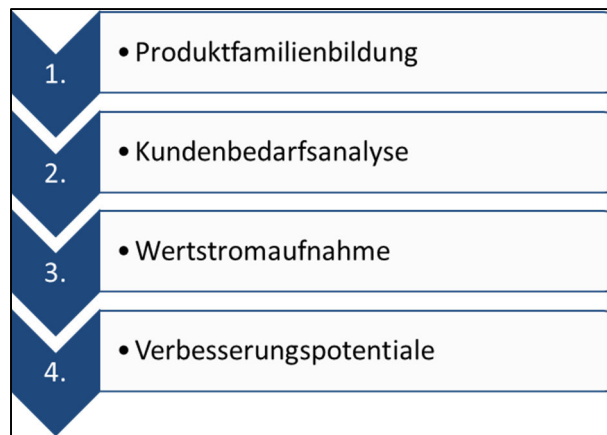 1. • Produktfamilienbildung
2. • Kundenbedarfsanalyse
3. • Wertstromaufnahme
4. • Verbesserungspotentiale